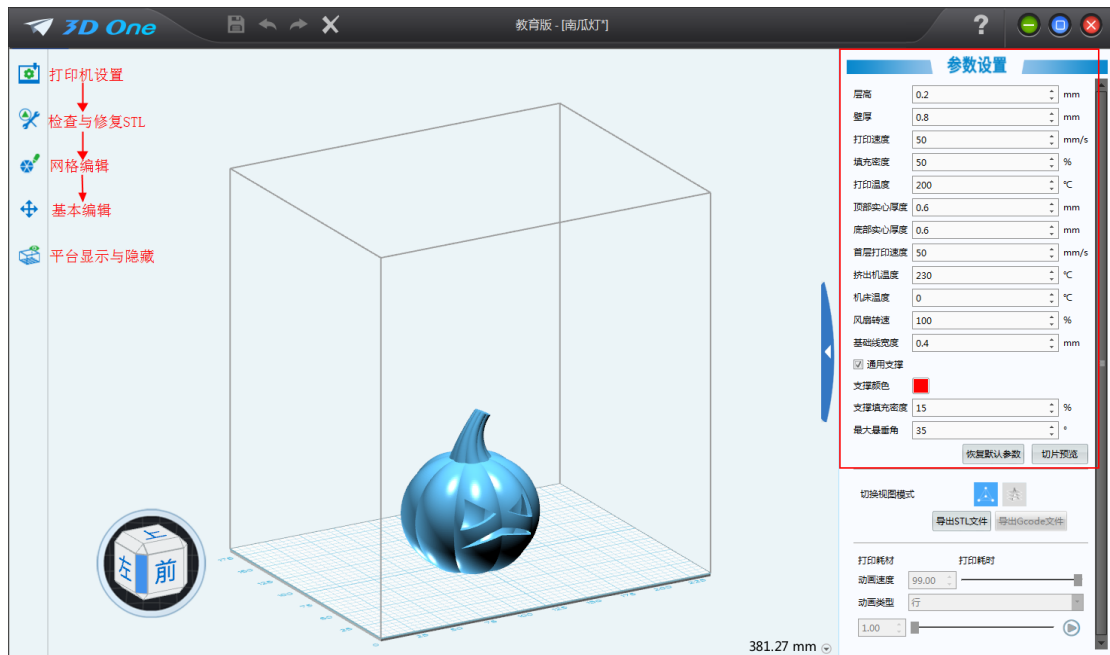 3D One
教育版 - [南瓜灯*]
?
打印机设置
检查与修复STL
网格编辑
基本编辑
平台显示与隐藏
上
左
前
381.27 mm
参数设置
层高 0.2 mm
壁厚 0.8 mm
打印速度 50 mm/s
填充密度 50 %
打印温度 200 ℃
顶部实心厚度 0.6 mm
底部实心厚度 0.6 mm
首层打印速度 50 mm/s
挤出机温度 230 ℃
机床温度 0 ℃
风扇转速 100 %
基础线宽度 0.4 mm
通用支撑
支撑颜色
支撑填充密度 15 %
最大悬垂角 35 °
恢复默认参数 切片预览
切换视图模式
导出STL文件 导出Gcode文件
打印耗材 打印耗时
动画速度 99.00
动画类型 行
1.00